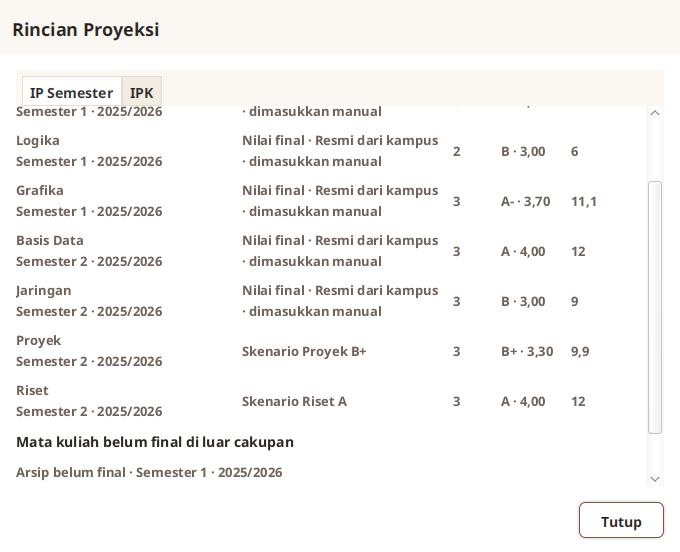 Rincian Proyeksi
IP Semester
IPK
Semester 1 · 2025/2026
· dimasukkan manual
Logika
Semester 1 · 2025/2026
Nilai final · Resmi dari kampus
· dimasukkan manual
2
B · 3,00
6
Grafika
Semester 1 · 2025/2026
Nilai final · Resmi dari kampus
· dimasukkan manual
3
A- · 3,70
11,1
Basis Data
Semester 2 · 2025/2026
Nilai final · Resmi dari kampus
· dimasukkan manual
3
A · 4,00
12
Jaringan
Semester 2 · 2025/2026
Nilai final · Resmi dari kampus
· dimasukkan manual
3
B · 3,00
9
Proyek
Semester 2 · 2025/2026
Skenario Proyek B+
3
B+ · 3,30
9,9
Riset
Semester 2 · 2025/2026
Skenario Riset A
3
A · 4,00
12
Mata kuliah belum final di luar cakupan
Arsip belum final · Semester 1 · 2025/2026
Tutup